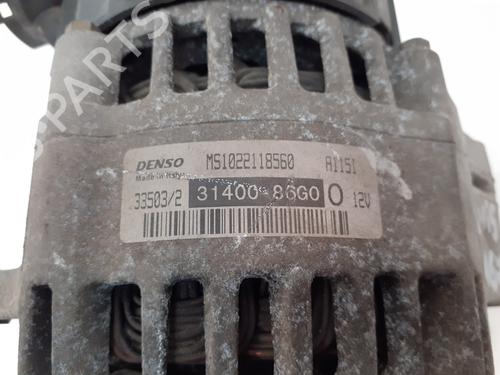 DENSO MS1022118560 A115I
Made in Italy
33503/2 31400-86G0 0 12V
PARTS